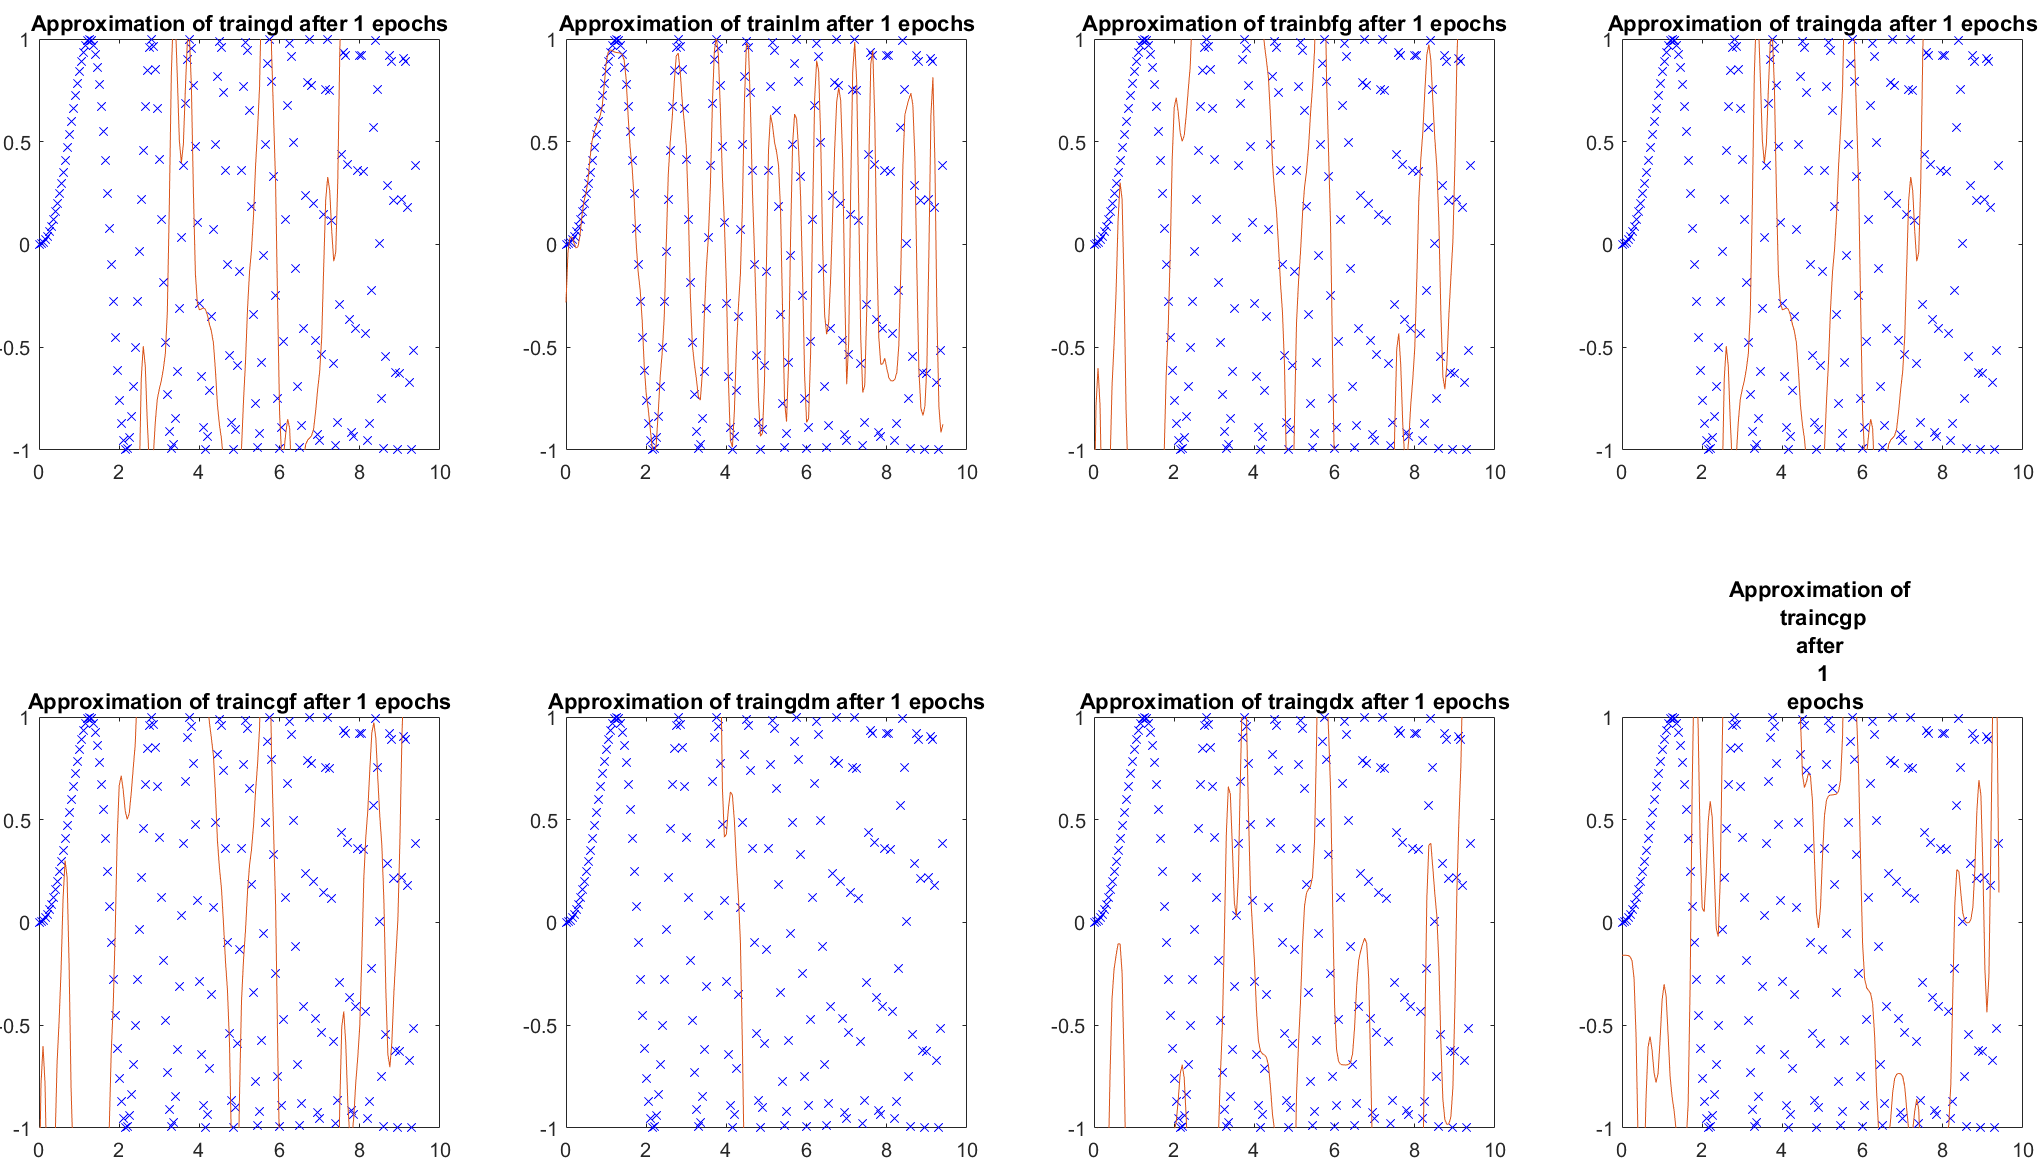 Approximation of traingd after 1 epochs
1
0.5
0
-0.5
-1
0 2 4 6 8 10
Approximation of trainlm after 1 epochs
1
0.5
0
-0.5
-1
0 2 4 6 8 10
Approximation of trainbfg after 1 epochs
1
0.5
0
-0.5
-1
0 2 4 6 8 10
Approximation of traingda after 1 epochs
1
0.5
0
-0.5
-1
0 2 4 6 8 10
Approximation of traincgf after 1 epochs
1
0.5
0
-0.5
-1
0 2 4 6 8 10
Approximation of traingdm after 1 epochs
1
0.5
0
-0.5
-1
0 2 4 6 8 10
Approximation of traingdx after 1 epochs
1
0.5
0
-0.5
-1
0 2 4 6 8 10
Approximation of
traincgp
after
1
epochs
1
0.5
0
-0.5
-1
0 2 4 6 8 10